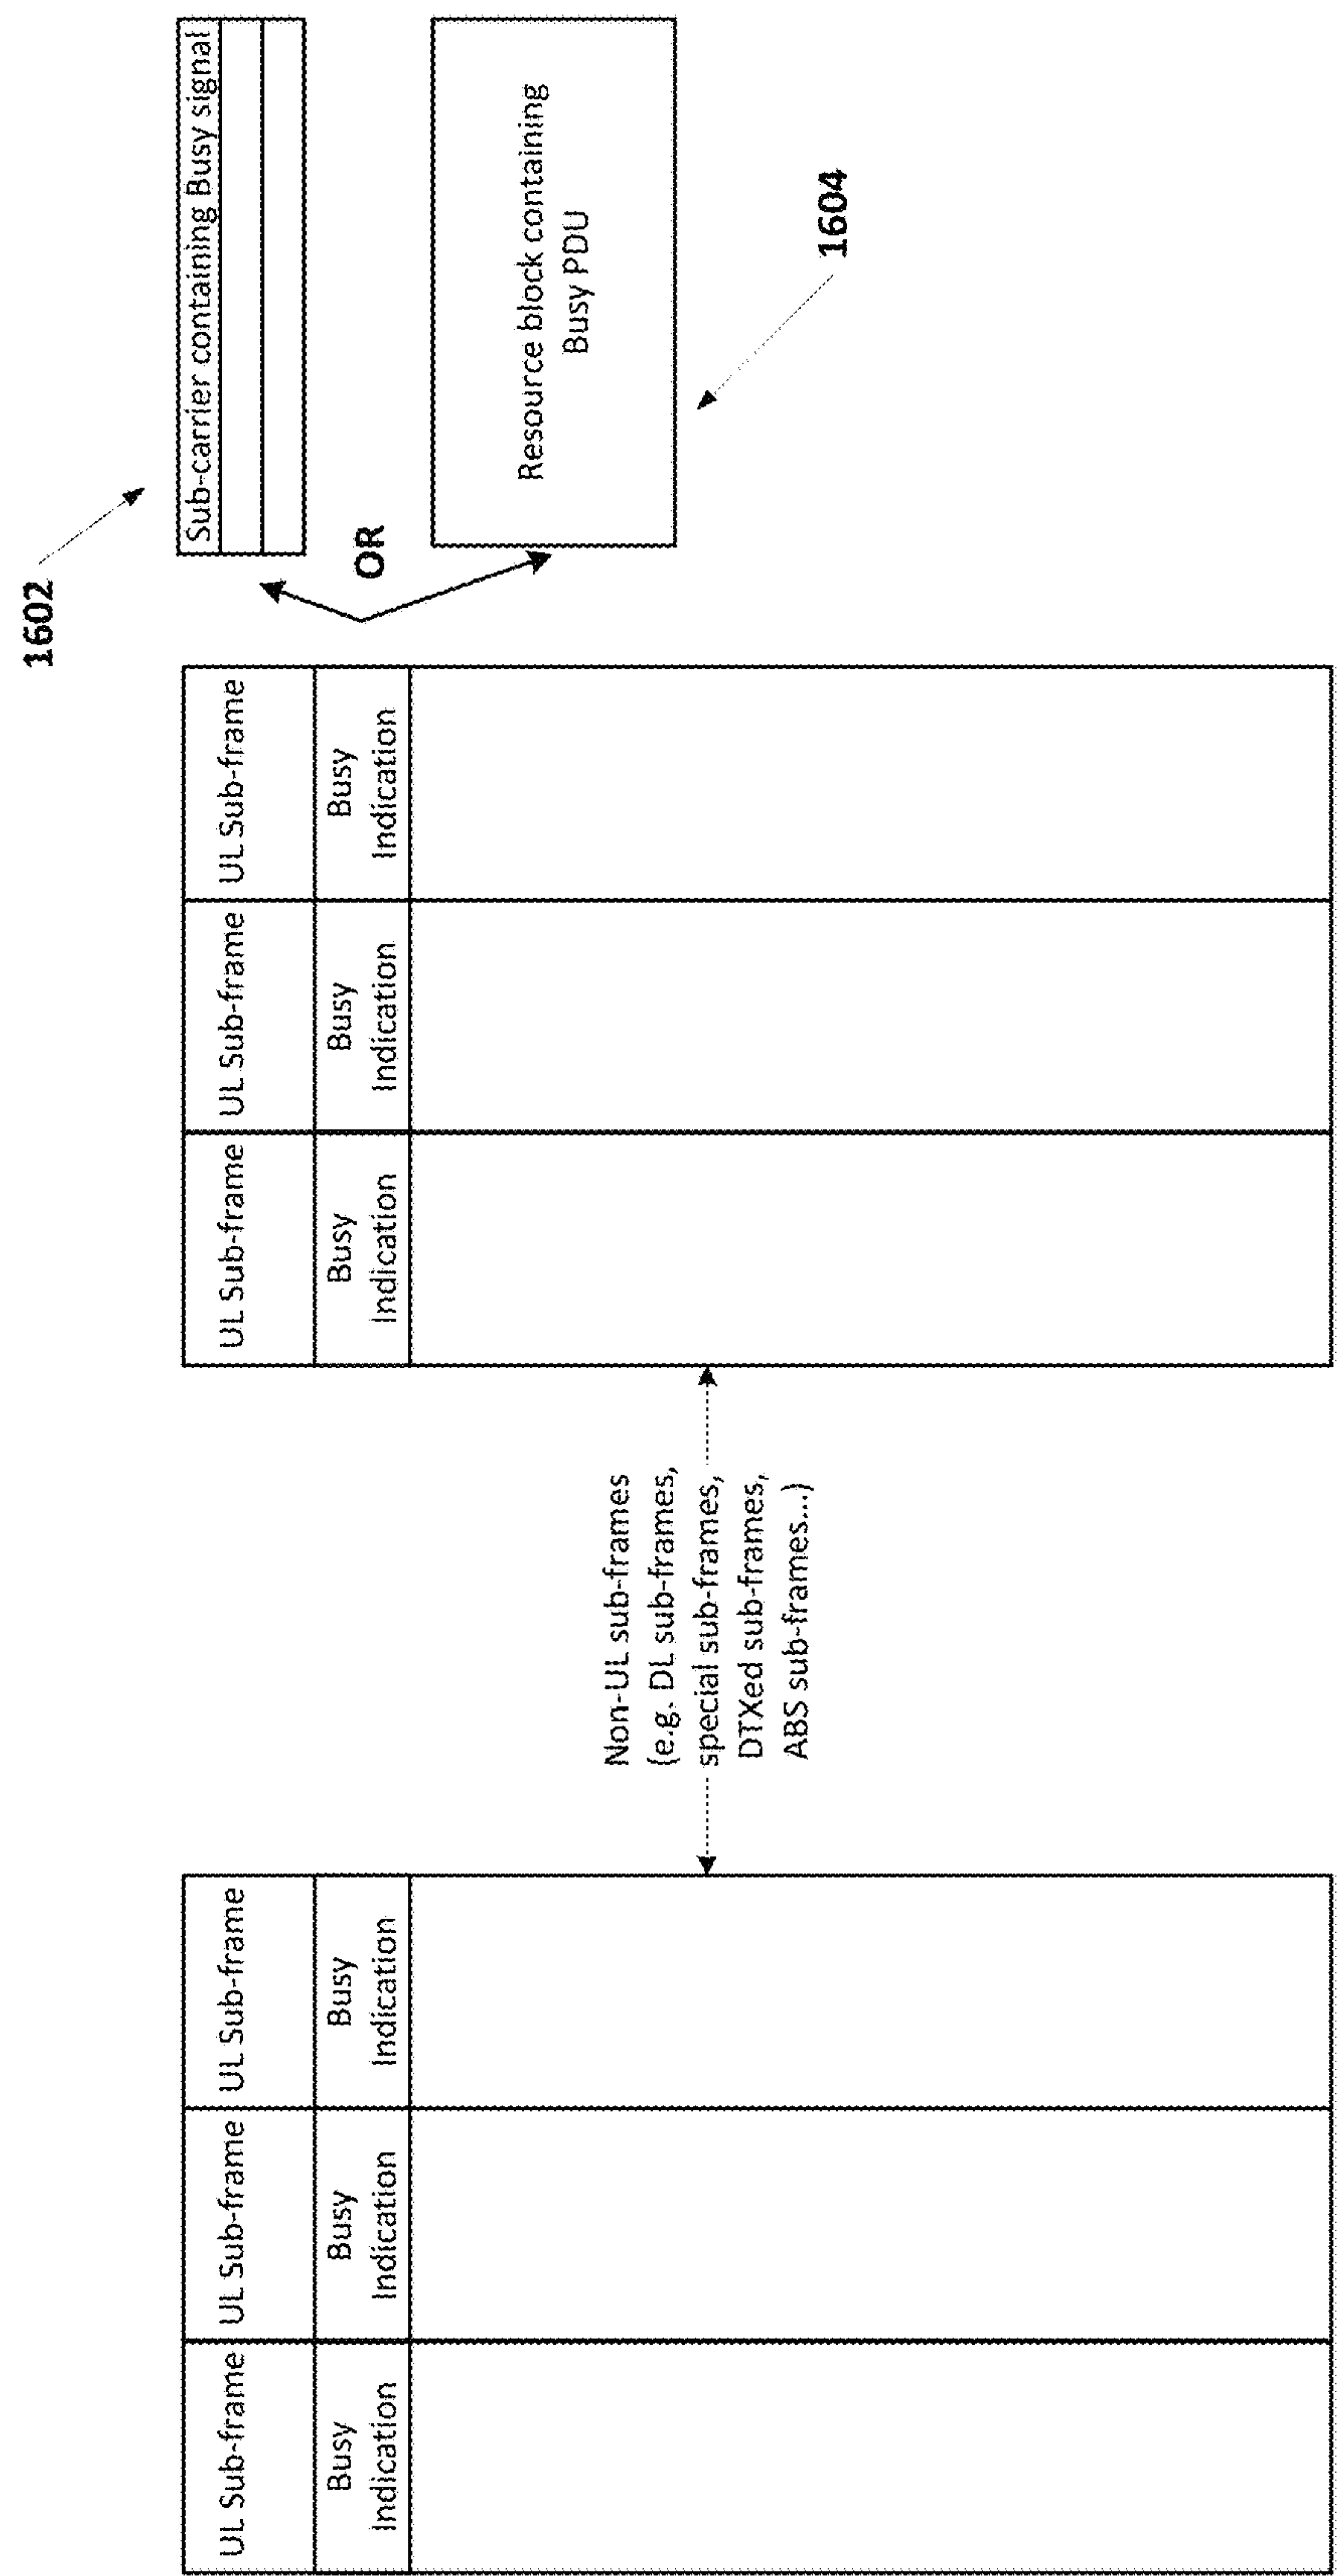 1602
Sub-carrier containing Busy signal
OR
Resource block containing
Busy PDU
1604
UL Sub-frame
UL Sub-frame
UL Sub-frame
Busy
Indication
Busy
Indication
Busy
Indication
Non-UL sub-frames
(e.g. DL sub-frames,
special sub-frames,
DTXed sub-frames,
ABS sub-frames...)
UL Sub-frame
UL Sub-frame
UL Sub-frame
Busy
Indication
Busy
Indication
Busy
Indication